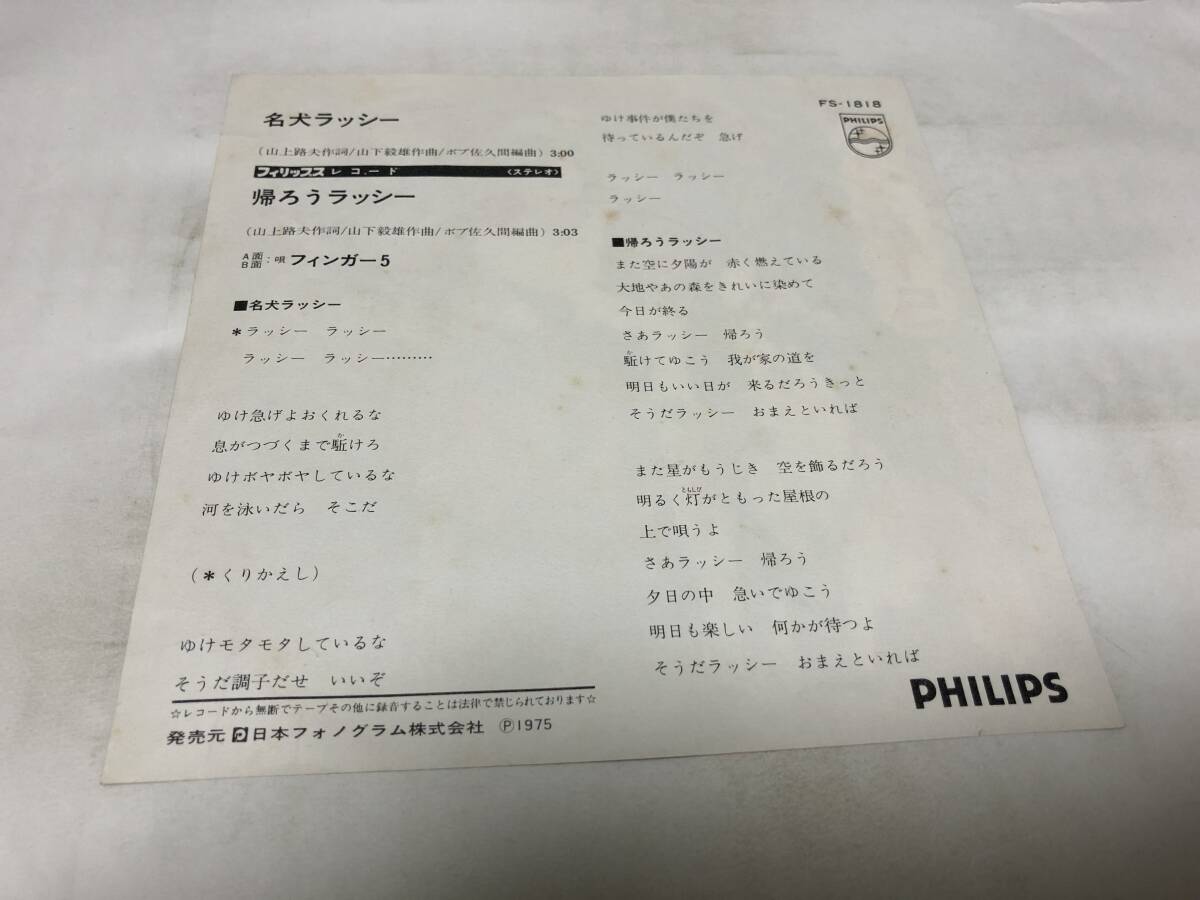 名犬ラッシー
(山上路夫作詞/山下毅雄作曲/ボブ佐久間編曲) 3:00
フィリップス レコード 〈ステレオ〉
帰ろうラッシー
(山上路夫作詞/山下毅雄作曲/ボブ佐久間編曲) 3:03
A面
B面:唄 フィンガー5
■名犬ラッシー
*ラッシー ラッシー
ラッシー ラッシー………
ゆけ急げよおくれるな
息がつづくまで駈けろ
ゆけボヤボヤしているな
河を泳いだら そこだ
(*くりかえし)
ゆけモタモタしているな
そうだ調子だせ いいぞ
☆レコードから無断でテープその他に録音することは法律で禁じられております☆
発売元 日本フォノグラム株式会社 Ⓟ1975
FS-1818
PHILIPS
ゆけ事件が僕たちを
待っているんだぞ 急げ
ラッシー ラッシー
ラッシー
■帰ろうラッシー
また空に夕陽が 赤く燃えている
大地やあの森をきれいに染めて
今日が終る
さあラッシー 帰ろう
駈けてゆこう 我が家の道を
明日もいい日が 来るだろうきっと
そうだラッシー おまえといれば
また星がもうじき 空を飾るだろう
明るく灯がともった屋根の
上で唄うよ
さあラッシー 帰ろう
夕日の中 急いでゆこう
明日も楽しい 何かが待つよ
そうだラッシー おまえといれば
PHILIPS